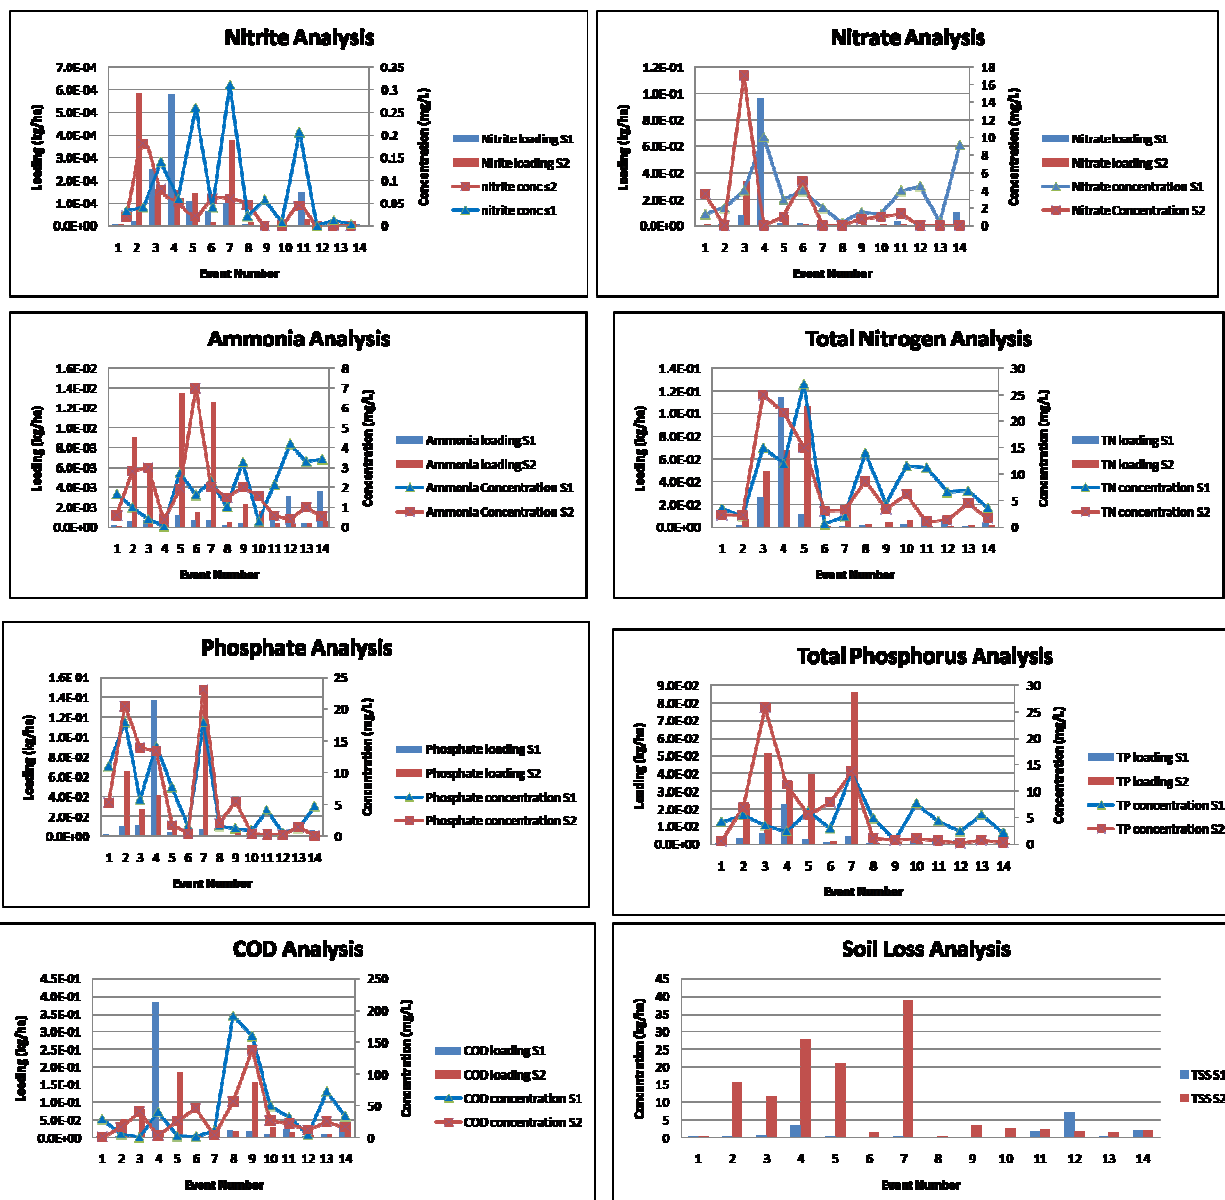 Nitrite Analysis
7.0E-04
6.0E-04
5.0E-04
4.0E-04
3.0E-04
2.0E-04
1.0E-04
0.0E+00
Loading (kg/ha)
0.35
0.3
0.25
0.2
0.15
0.1
0.05
0
Concentration (mg/L)
1 2 3 4 5 6 7 8 9 10 11 12 13 14
Event Number
Nitrite loading S1
Nitrite loading S2
nitrite conc s2
nitrite conc s1
Nitrate Analysis
1.2E-01
1.0E-01
8.0E-02
6.0E-02
4.0E-02
2.0E-02
0.0E+00
Loading (kg/ha)
18
16
14
12
10
8
6
4
2
0
Concentration (mg/L)
1 2 3 4 5 6 7 8 9 10 11 12 13 14
Event Number
Nitrate loading S1
Nitrate loading S2
Nitrate concentration S1
Nitrate Concentration S2
Ammonia Analysis
1.6E-02
1.4E-02
1.2E-02
1.0E-02
8.0E-03
6.0E-03
4.0E-03
2.0E-03
0.0E+00
Loading (kg/ha)
8
7
6
5
4
3
2
1
0
Concentration (mg/L)
1 2 3 4 5 6 7 8 9 10 11 12 13 14
Event Number
Ammonia loading S1
Ammonia loading S2
Ammonia Concentration S1
Ammonia Concentration S2
Total Nitrogen Analysis
1.4E-01
1.2E-01
1.0E-01
8.0E-02
6.0E-02
4.0E-02
2.0E-02
0.0E+00
Loading (kg/ha)
30
25
20
15
10
5
0
Concentration (mg/L)
1 2 3 4 5 6 7 8 9 10 11 12 13 14
Event Number
TN loading S1
TN loading S2
TN concentration S1
TN concentration S2
Phosphate Analysis
1.6E 01
1.4E-01
1.2E-01
1.0E-01
8.0E-02
6.0E-02
4.0E-02
2.0E-02
0.0E+00
Loading (kg/ha)
25
20
15
10
5
0
Concentration (mg/L)
1 2 3 4 5 6 7 8 9 10 11 12 13 14
Event Number
Phosphate loading S1
Phosphate loading S2
Phosphate concentration S1
Phosphate concentration S2
Total Phosphorus Analysis
9.0E-02
8.0E-02
7.0E-02
6.0E-02
5.0E-02
4.0E-02
3.0E-02
2.0E-02
1.0E-02
0.0E+00
Loading (kg/ha)
30
25
20
15
10
5
0
Concentration (mg/L)
1 2 3 4 5 6 7 8 9 10 11 12 13 14
Event Number
TP loading S1
TP loading S2
TP concentration S1
TP concentration S2
COD Analysis
4.5E-01
4.0E-01
3.5E-01
3.0E-01
2.5E-01
2.0E-01
1.5E-01
1.0E-01
5.0E-02
0.0E+00
Loading (kg/ha)
250
200
150
100
50
0
Concentration (mg/L)
1 2 3 4 5 6 7 8 9 10 11 12 13 14
Event Number
COD loading S1
COD loading S2
COD concentration S1
COD concentration S2
Soil Loss Analysis
45
40
35
30
25
20
15
10
5
0
Concentration (kg/ha)
1 2 3 4 5 6 7 8 9 10 11 12 13 14
Event Number
TSS S1
TSS S2